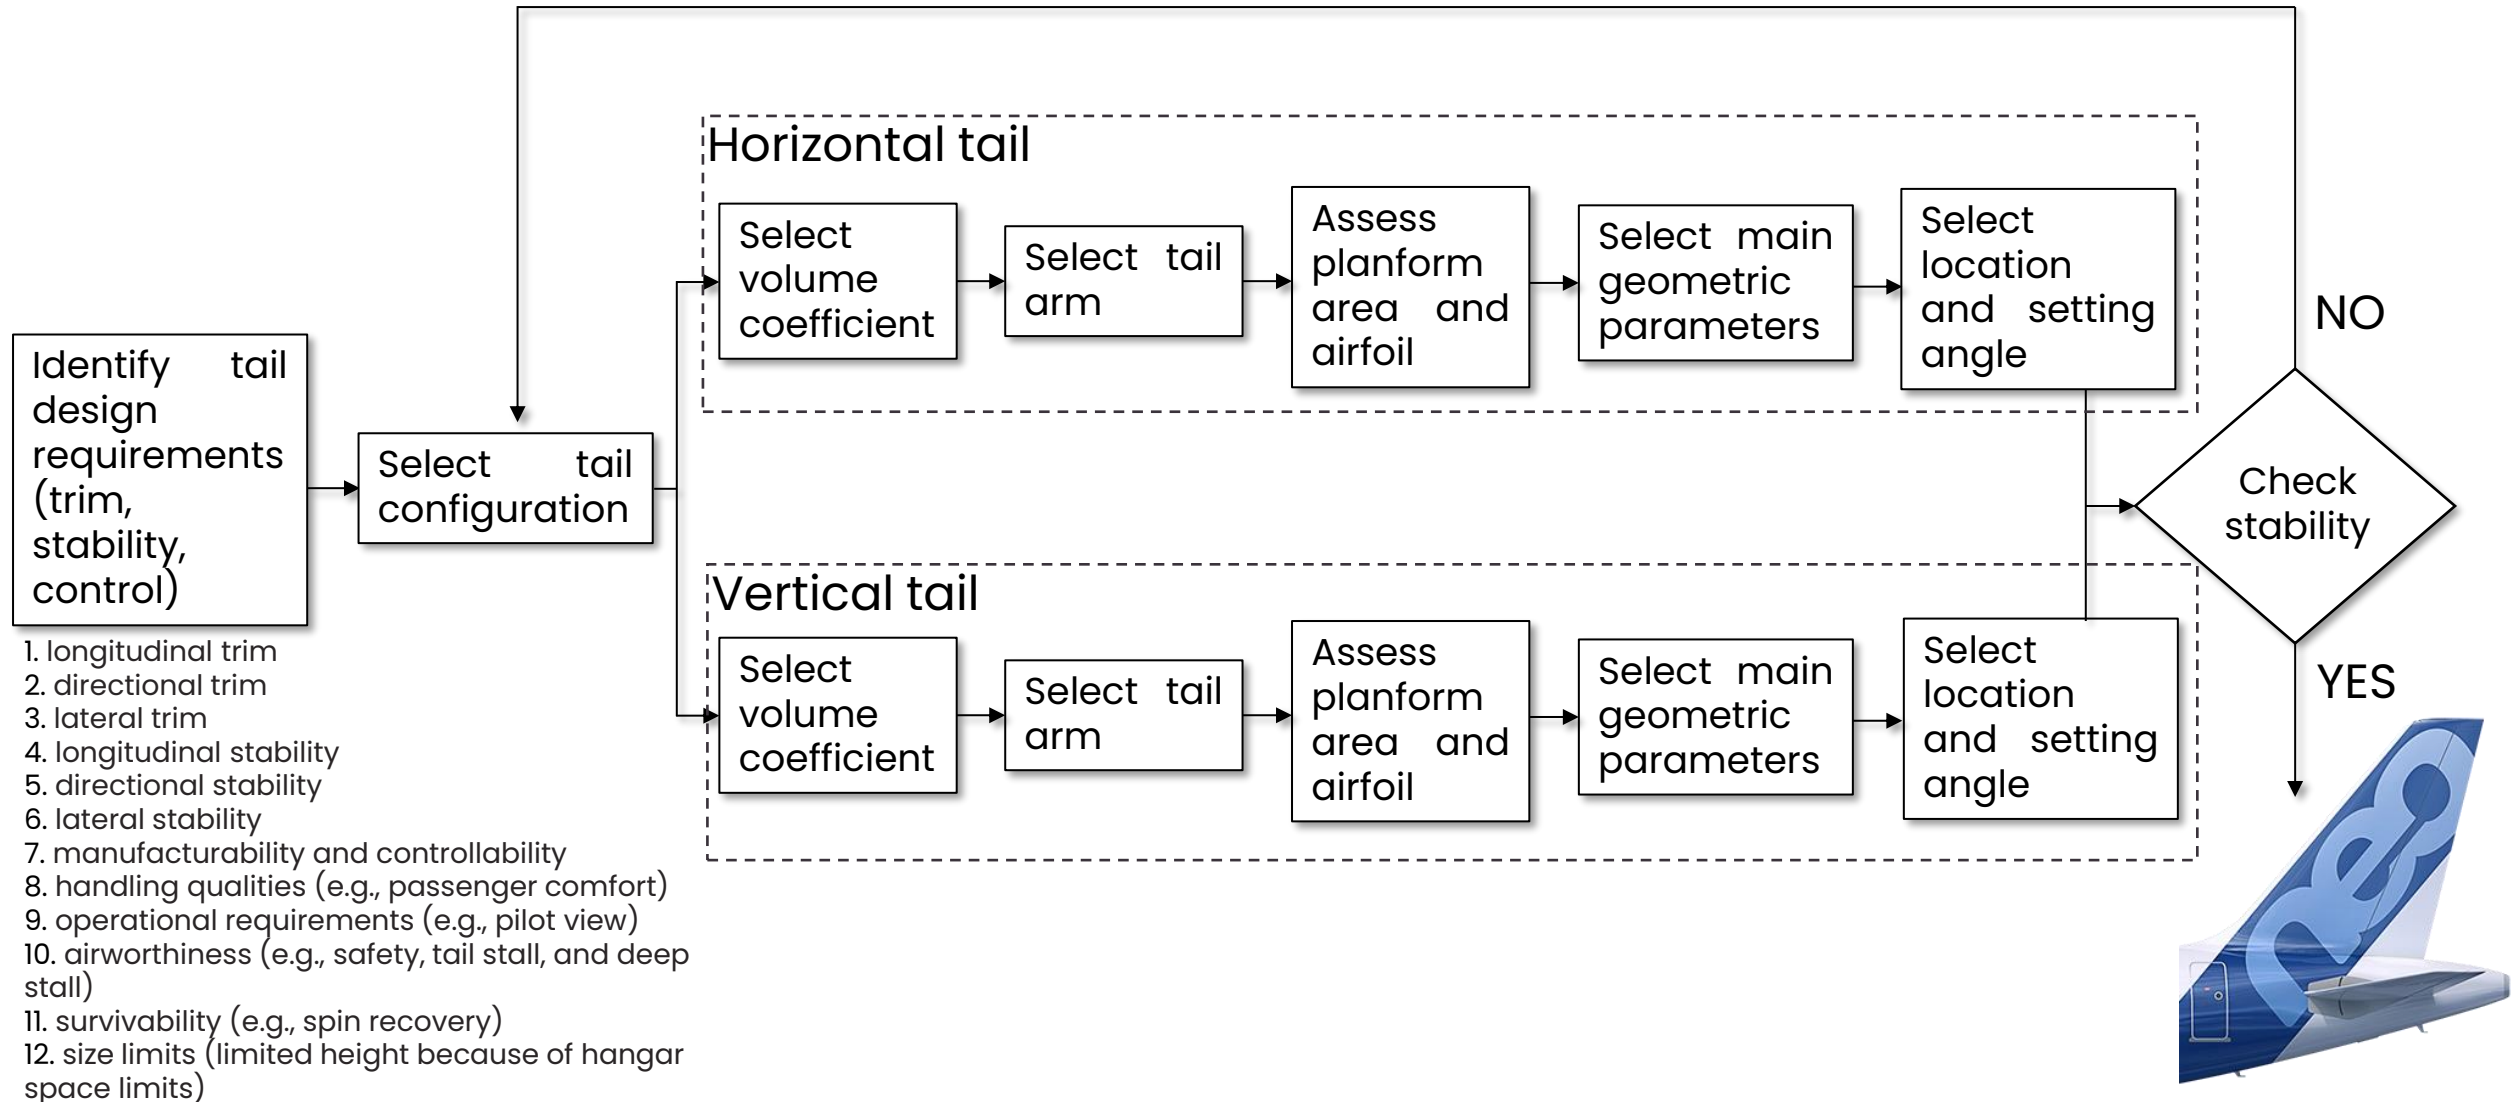 Horizontal tail
Select
volume
coefficient
Select tail
arm
Assess
planform
area and
airfoil
Select main
geometric
parameters
Select
location
and setting
angle
NO
Identify tail
design
requirements
(trim,
stability,
control)
Select tail
configuration
Check
stability
Vertical tail
Select
volume
coefficient
Select tail
arm
Assess
planform
area and
airfoil
Select main
geometric
parameters
Select
location
and setting
angle
YES
1. longitudinal trim
2. directional trim
3. lateral trim
4. longitudinal stability
5. directional stability
6. lateral stability
7. manufacturability and controllability
8. handling qualities (e.g., passenger comfort)
9. operational requirements (e.g., pilot view)
10. airworthiness (e.g., safety, tail stall, and deep
stall)
11. survivability (e.g., spin recovery)
12. size limits (limited height because of hangar
space limits)
neo